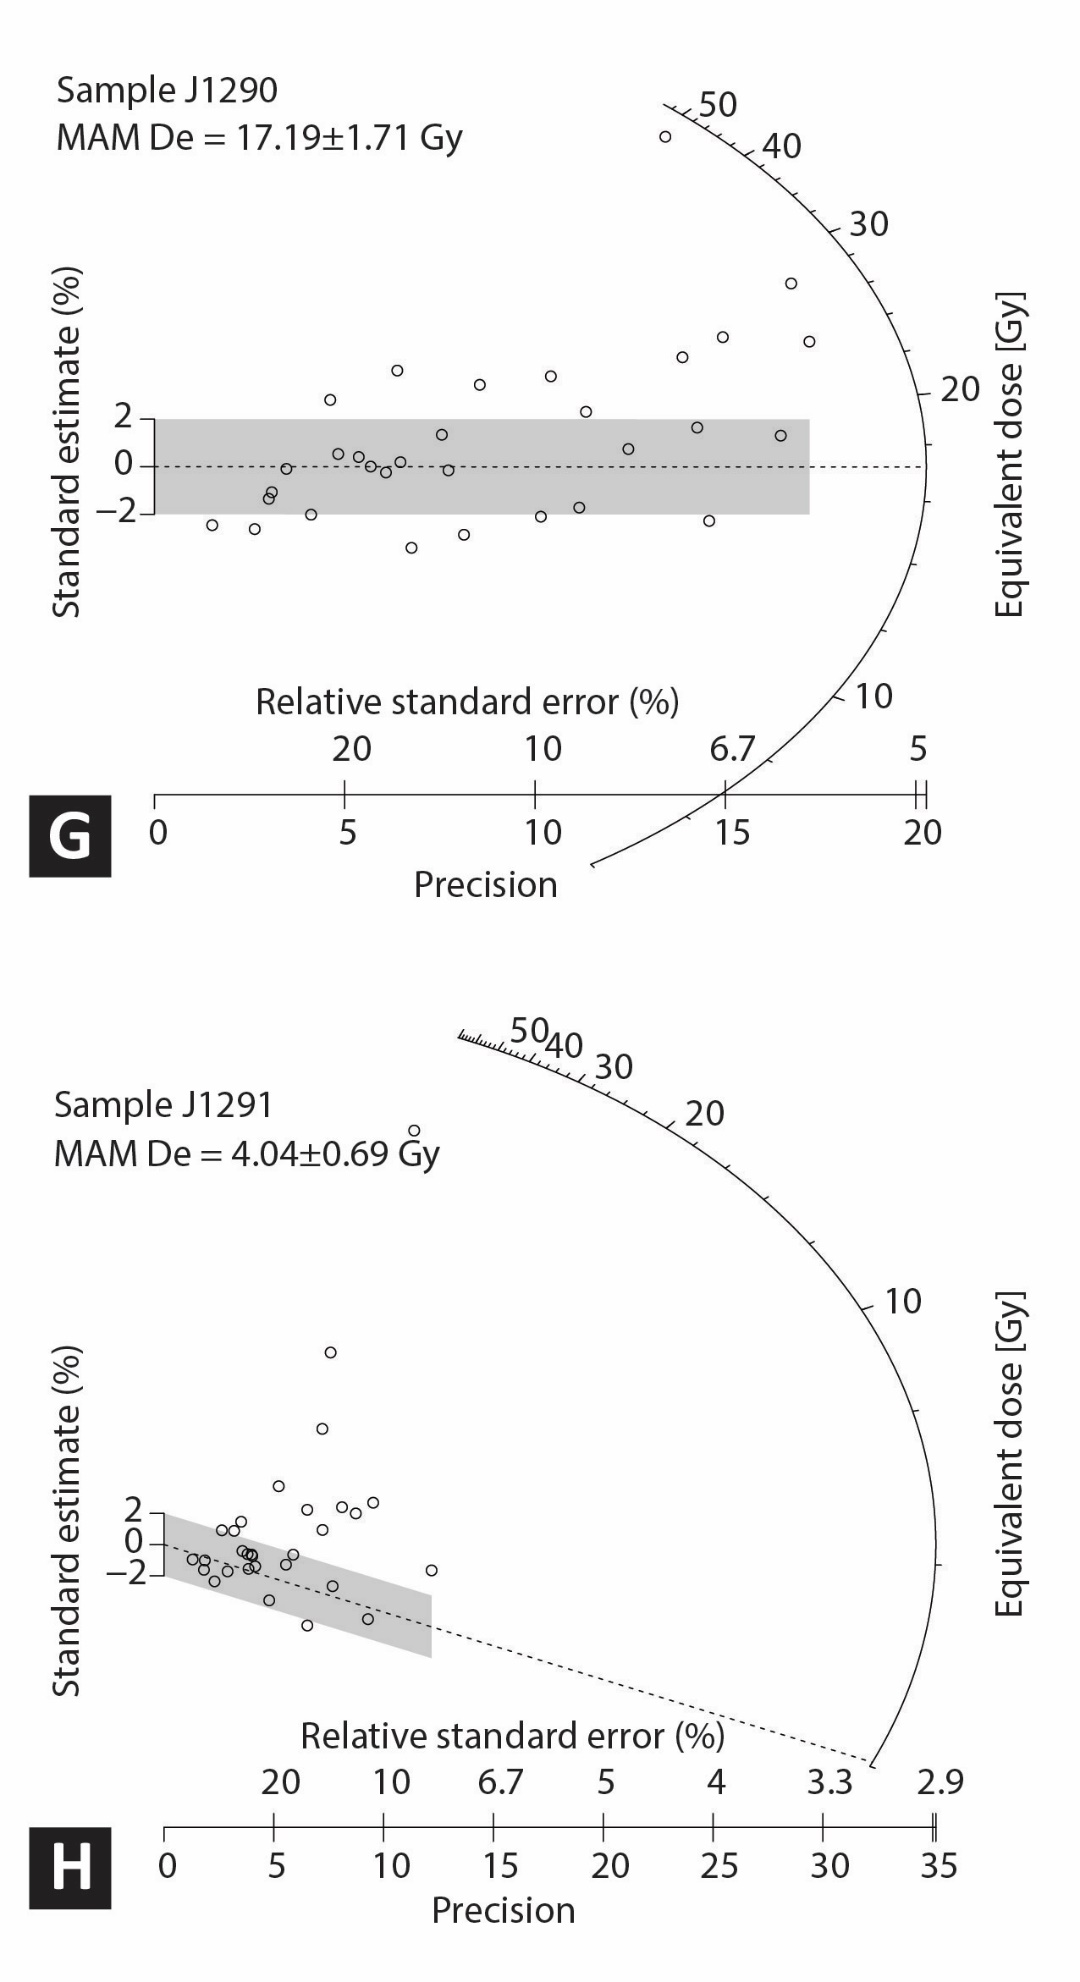 Sample J1290
MAM De = 17.19±1.71 Gy
50
40
30
20
10
Equivalent dose [Gy]
Standard estimate (%)
2
0
−2
Relative standard error (%)
20 10 6.7 5
0 5 10 15 20
Precision
G
Sample J1291
MAM De = 4.04±0.69 Gy
50
40
30
20
10
Equivalent dose [Gy]
Standard estimate (%)
2
0
−2
Relative standard error (%)
20 10 6.7 5 4 3.3 2.9
0 5 10 15 20 25 30 35
Precision
H